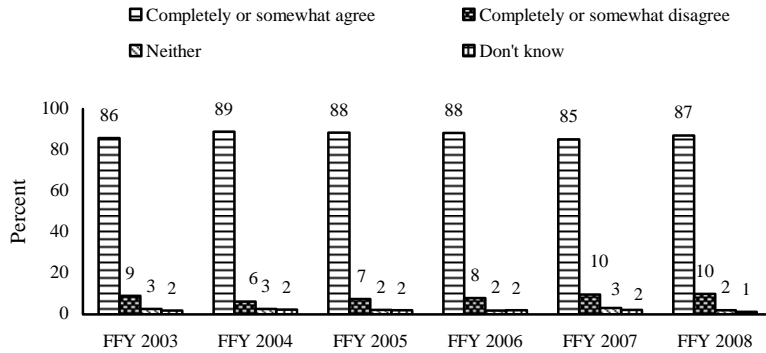 Completely or somewhat agree Completely or somewhat disagree
Neither Don't know
Percent
100
80
60
40
20
0
86 9 3 2
89 6 3 2
88 7 2 2
88 8 2 2
85 10 3 2
87 10 2 1
FFY 2003 FFY 2004 FFY 2005 FFY 2006 FFY 2007 FFY 2008